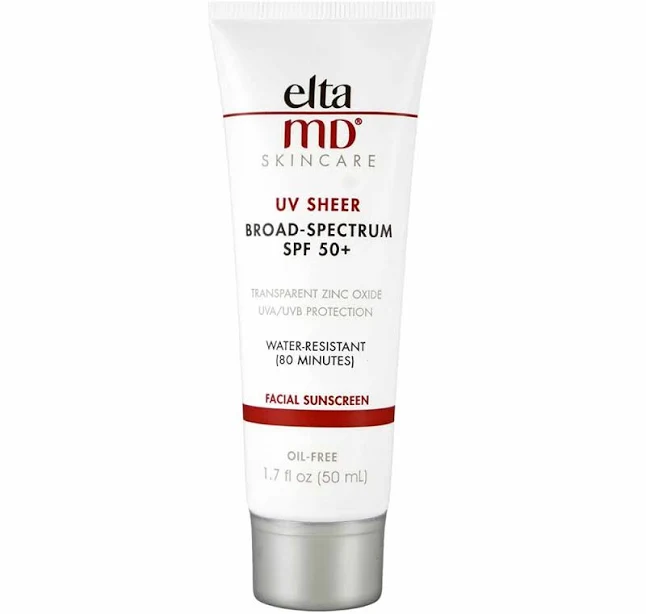 elta
MD®
SKINCARE
UV SHEER
BROAD-SPECTRUM
SPF 50+
TRANSPARENT ZINC OXIDE
UVA/UVB PROTECTION
WATER-RESISTANT
(80 MINUTES)
FACIAL SUNSCREEN
OIL-FREE
1.7 fl oz (50 mL)